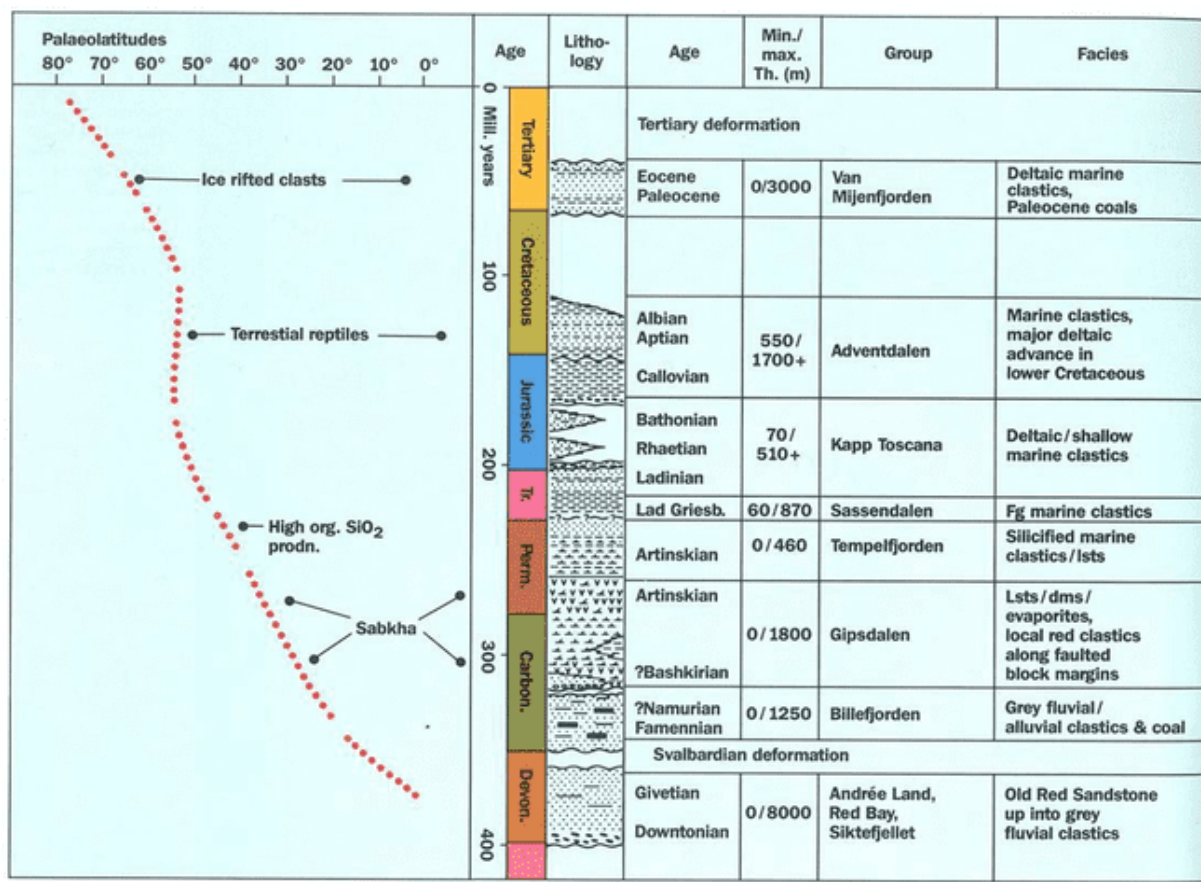 Palaeolatitudes
80° 70° 60° 50° 40° 30° 20° 10° 0°
Age
Litho-
logy
Age
Min./
max.
Th. (m)
Group
Facies
0
Mill. years
100
200
300
400
Ice rifted clasts
Terrestial reptiles
High org. SiO₂
prodn.
Sabkha
Tertiary
Cretaceous
Jurassic
Tr.
Perm.
Carbon.
Devon.
Tertiary deformation
Eocene
Paleocene
0/3000
Van
Mijenfjorden
Deltaic marine
clastics,
Paleocene coals
Albian
Aptian
Callovian
550/
1700+
Adventdalen
Marine clastics,
major deltaic
advance in
lower Cretaceous
Bathonian
Rhaetian
Ladinian
70/
510+
Kapp Toscana
Deltaic/shallow
marine clastics
Lad Griesb.
60/870
Sassendalen
Fg marine clastics
Artinskian
0/460
Tempelfjorden
Silicified marine
clastics/lsts
Artinskian
?Bashkirian
0/1800
Gipsdalen
Lsts/dms/
evaporites,
local red clastics
along faulted
block margins
?Namurian
Famennian
0/1250
Billefjorden
Grey fluvial/
alluvial clastics & coal
Svalbardian deformation
Givetian
Downtonian
0/8000
Andrée Land,
Red Bay,
Siktefjellet
Old Red Sandstone
up into grey
fluvial clastics